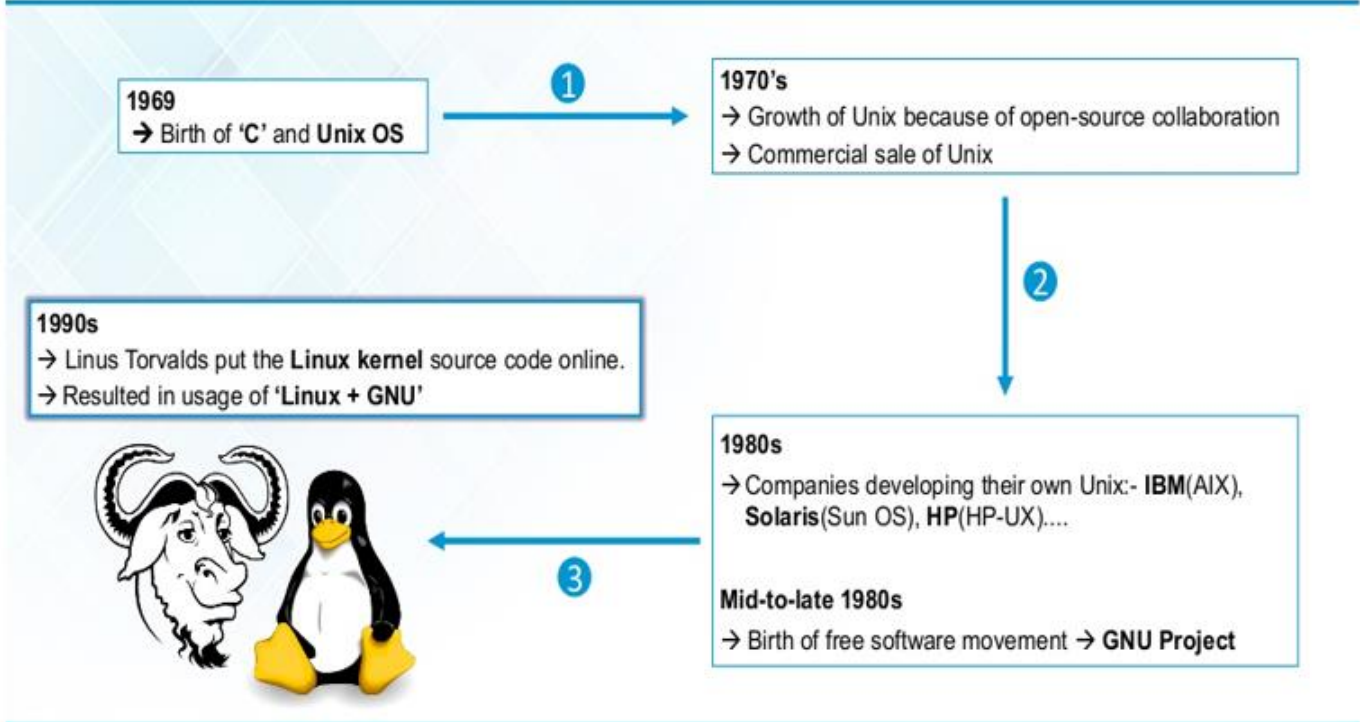 1969
→ Birth of ‘C’ and Unix OS
1
1970’s
→ Growth of Unix because of open-source collaboration
→ Commercial sale of Unix
2
1980s
→ Companies developing their own Unix:- IBM(AIX),
Solaris(Sun OS), HP(HP-UX)....
Mid-to-late 1980s
→ Birth of free software movement → GNU Project
3
1990s
→ Linus Torvalds put the Linux kernel source code online.
→ Resulted in usage of ‘Linux + GNU’